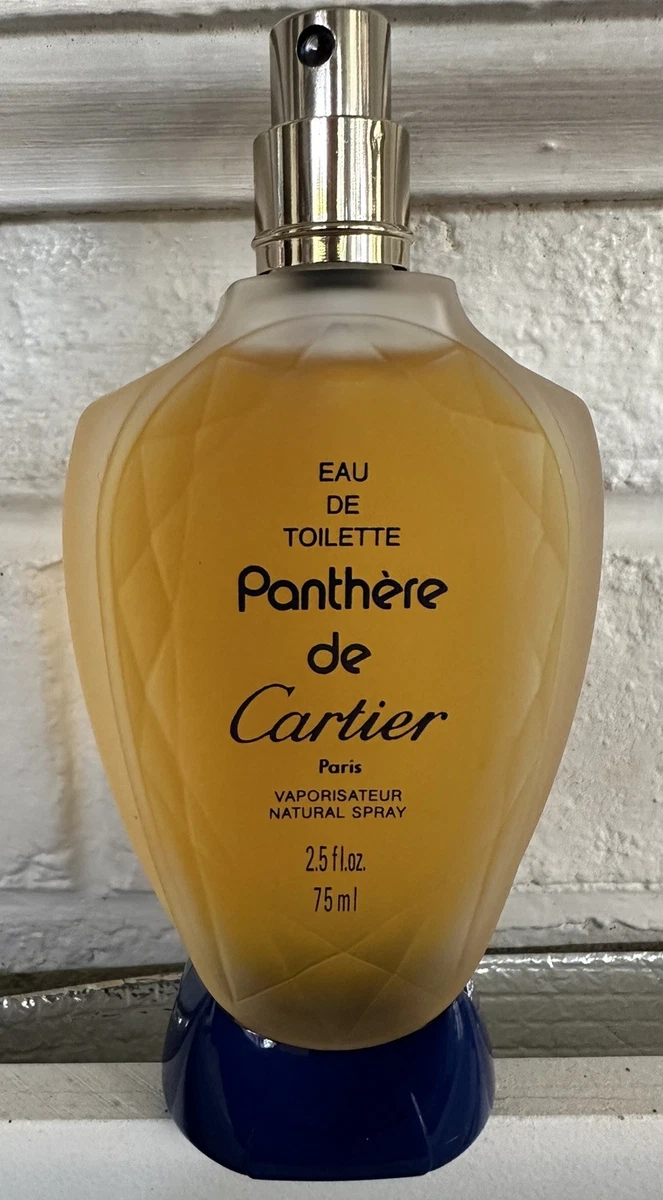 EAU
DE
TOILETTE
Panthère
de
Cartier
Paris
VAPORISATEUR
NATURAL SPRAY
2.5 fl.oz.
75 ml